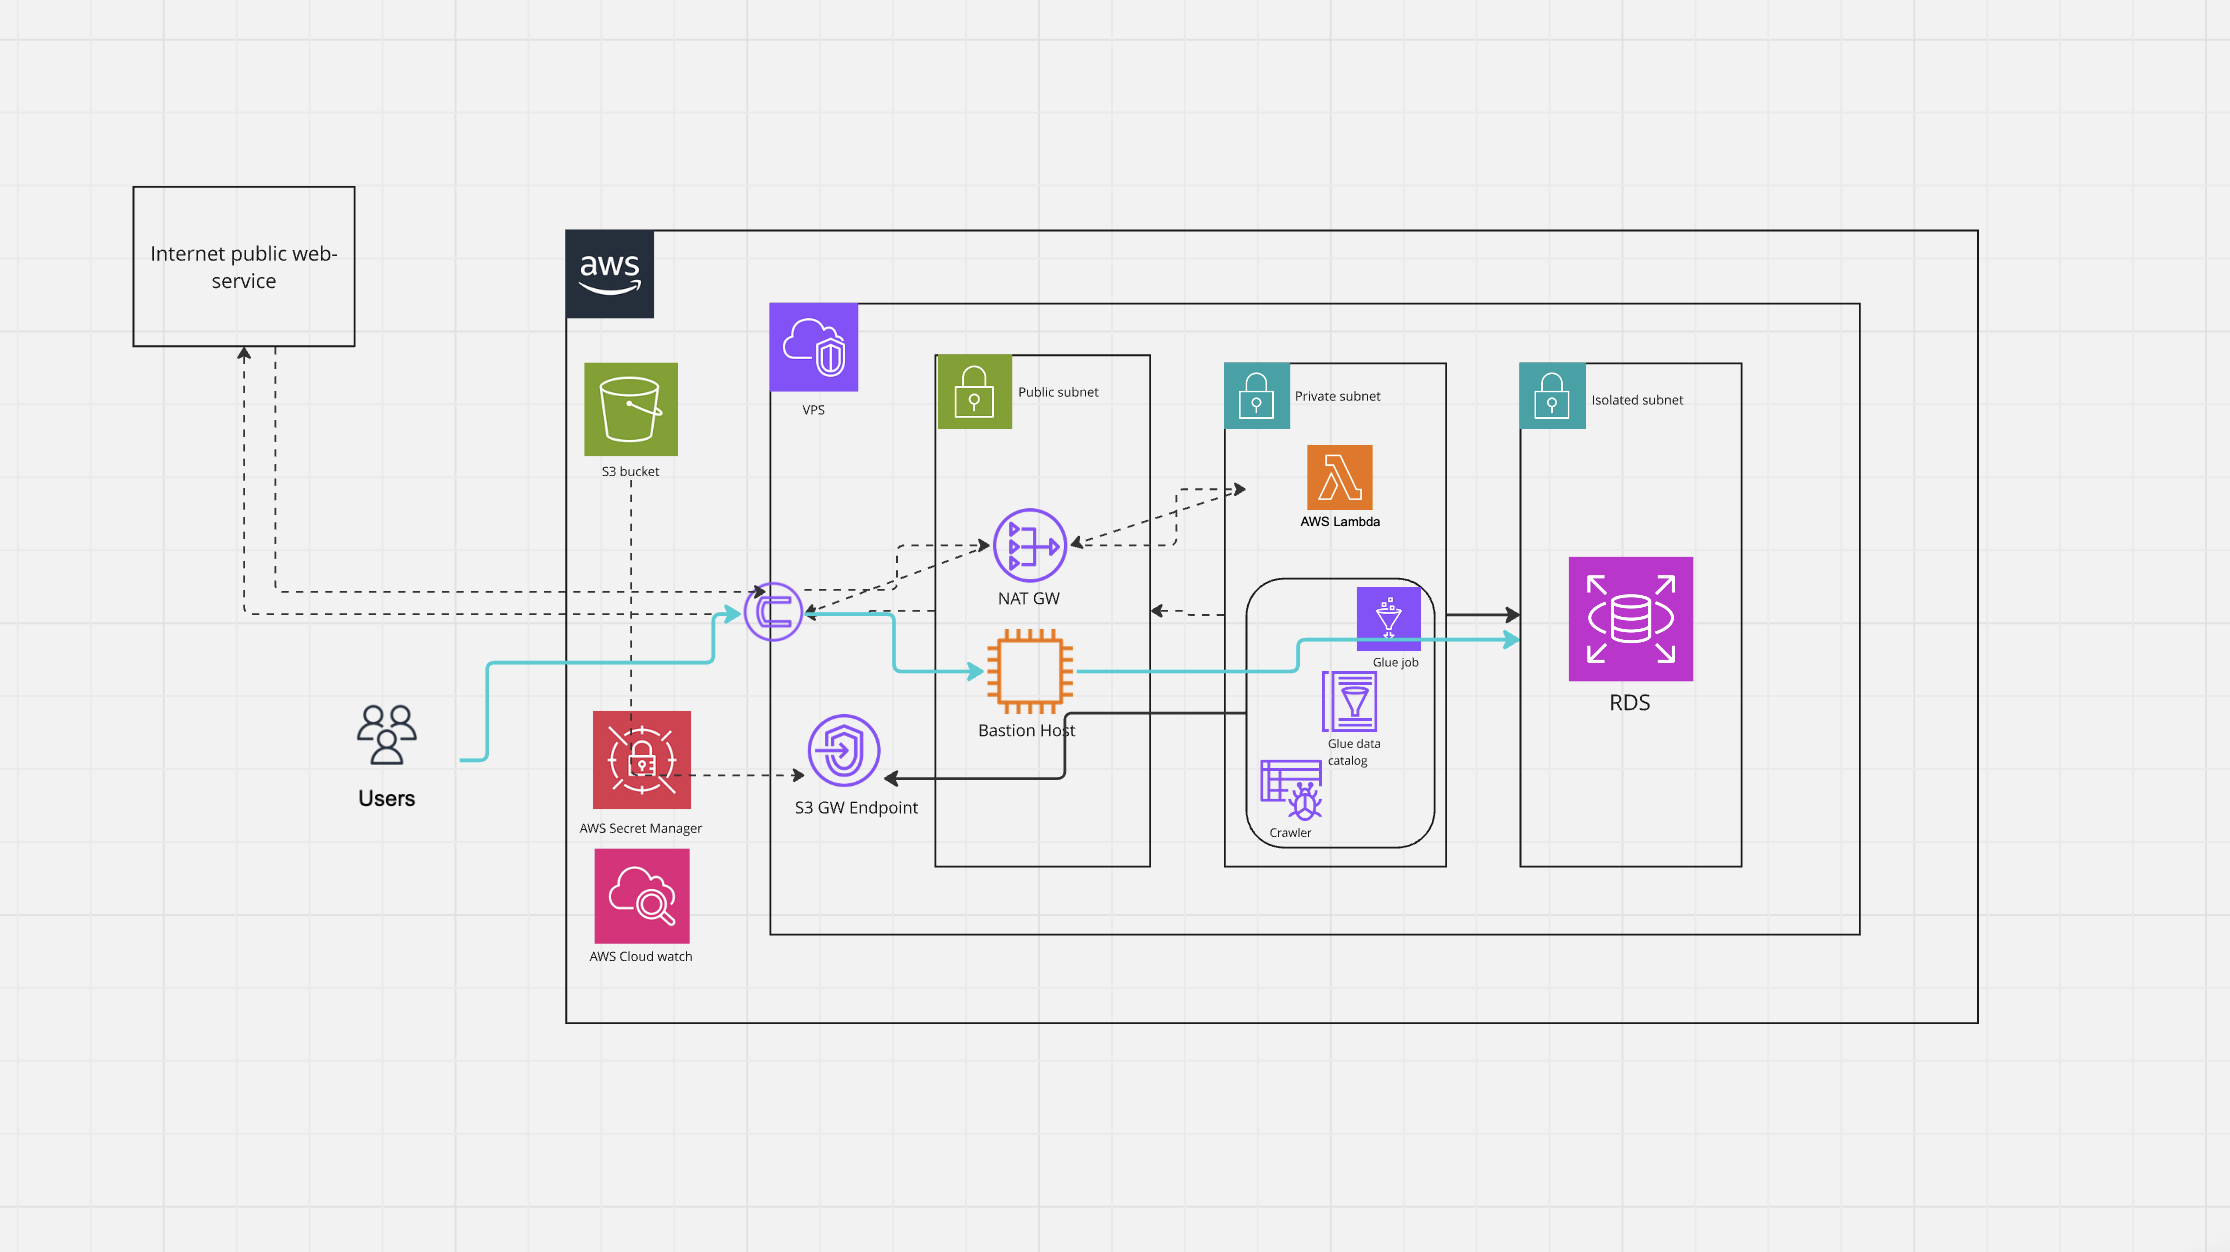 Internet public web-
service
aws
S3 bucket
VPS
Public subnet
Private subnet
Isolated subnet
AWS Lambda
NAT GW
Glue job
RDS
Bastion Host
Glue data
catalog
Users
S3 GW Endpoint
AWS Secret Manager
Crawler
AWS Cloud watch